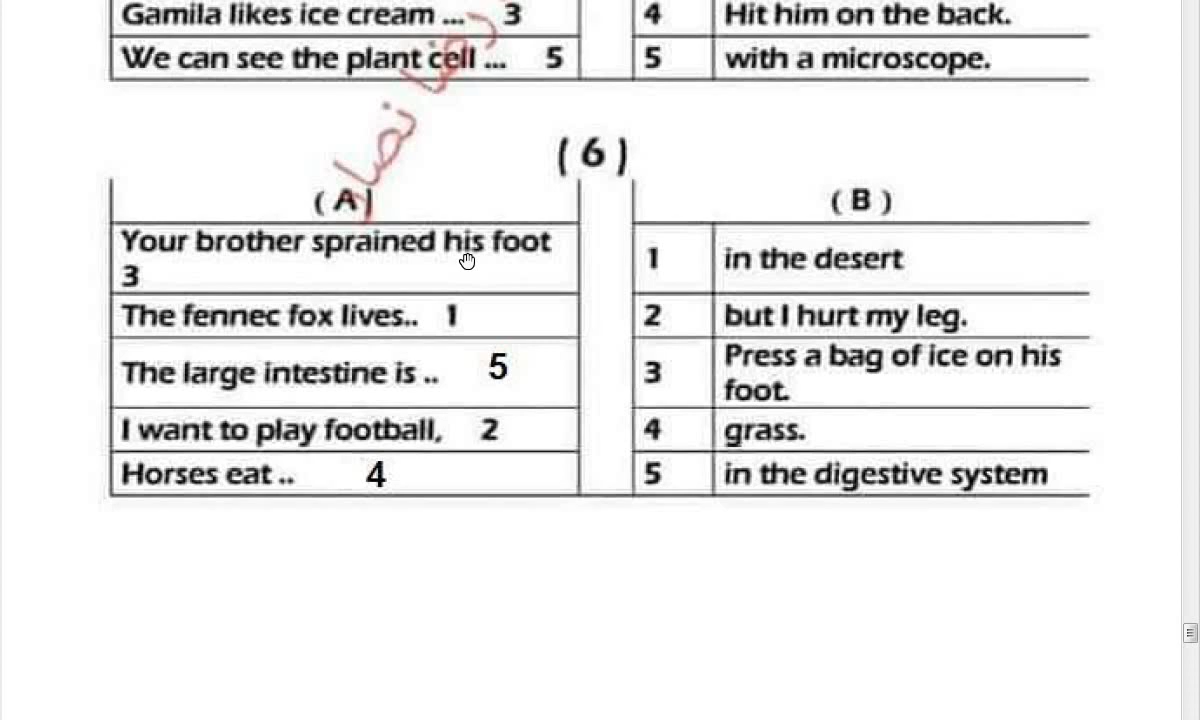 Gamila likes ice cream ... 3 4 Hit him on the back.
We can see the plant cell ... 5 5 with a microscope.
( 6 )
( A ) ( B )
Your brother sprained his foot
3
1 in the desert
The fennec fox lives.. 1 2 but I hurt my leg.
The large intestine is .. 5
3 Press a bag of ice on his
foot.
I want to play football, 2 4 grass.
Horses eat .. 4 5 in the digestive system